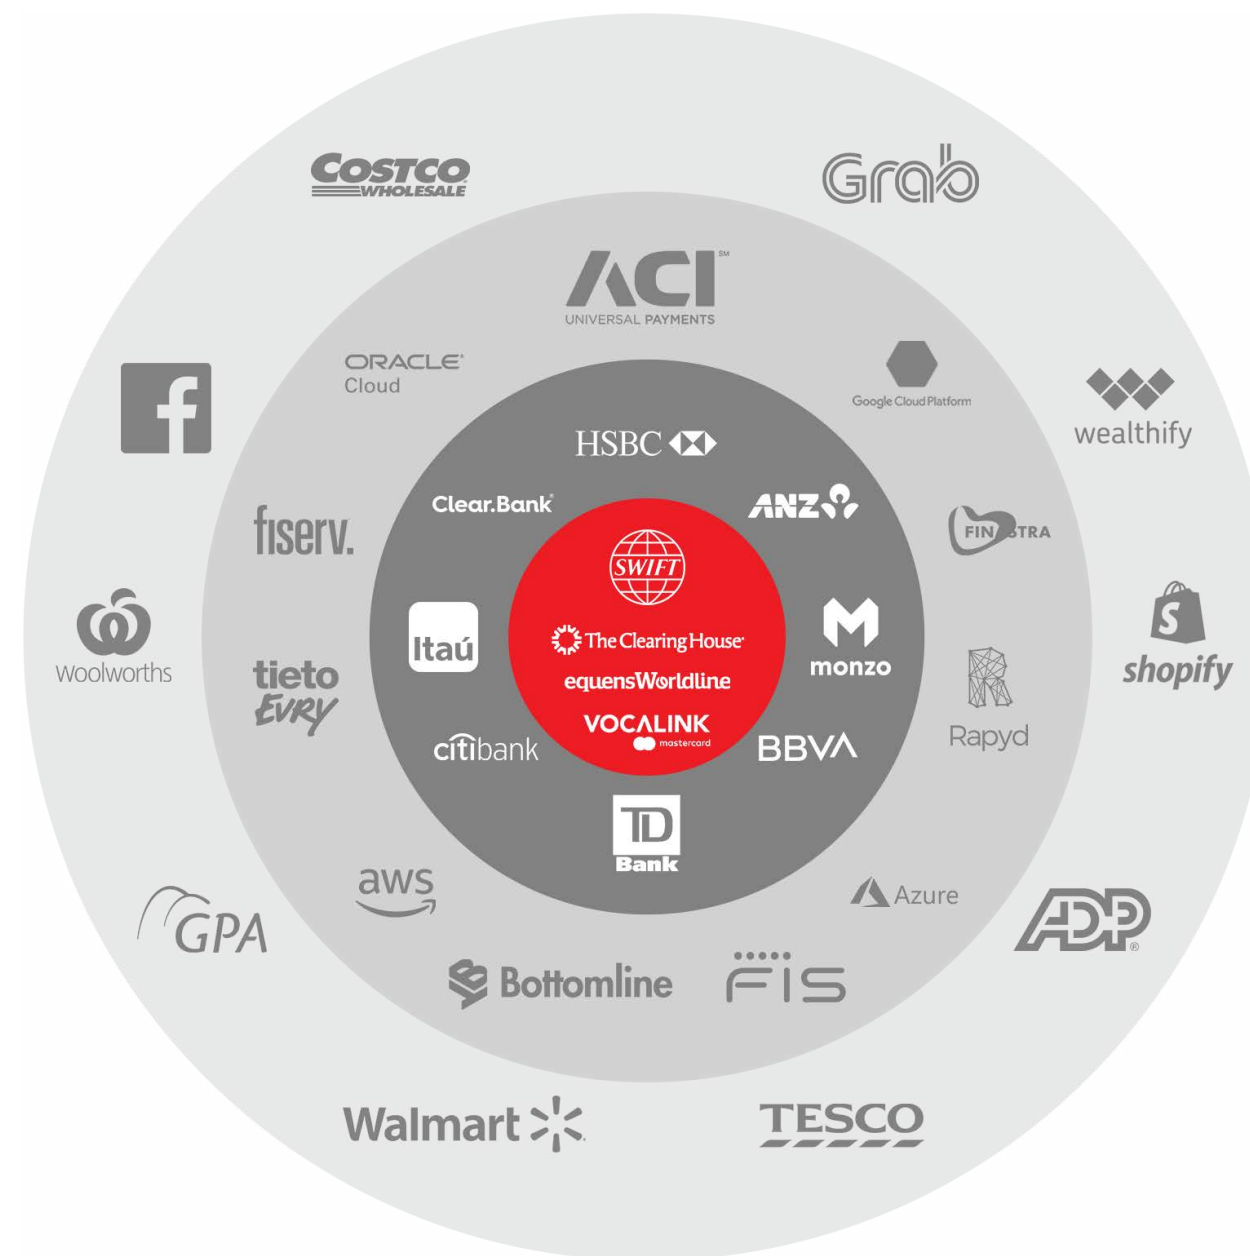 COSTCO
WHOLESALE
Grab
ACI℠
UNIVERSAL PAYMENTS
ORACLE®
Cloud
Google Cloud Platform
f
wealthify
HSBC
Clear.Bank®
ANZ
fiserv.
FINASTRA
SWIFT
Woolworths
S
shopify
Itaú
The Clearing House®
monzo
equensWorldline
tieto
EVRY
R
Rapyd
VOCALINK
mastercard
citibank
BBVA
TD
Bank
aws
Azure
GPA
ADP®
Bottomline
FIS
Walmart
TESCO